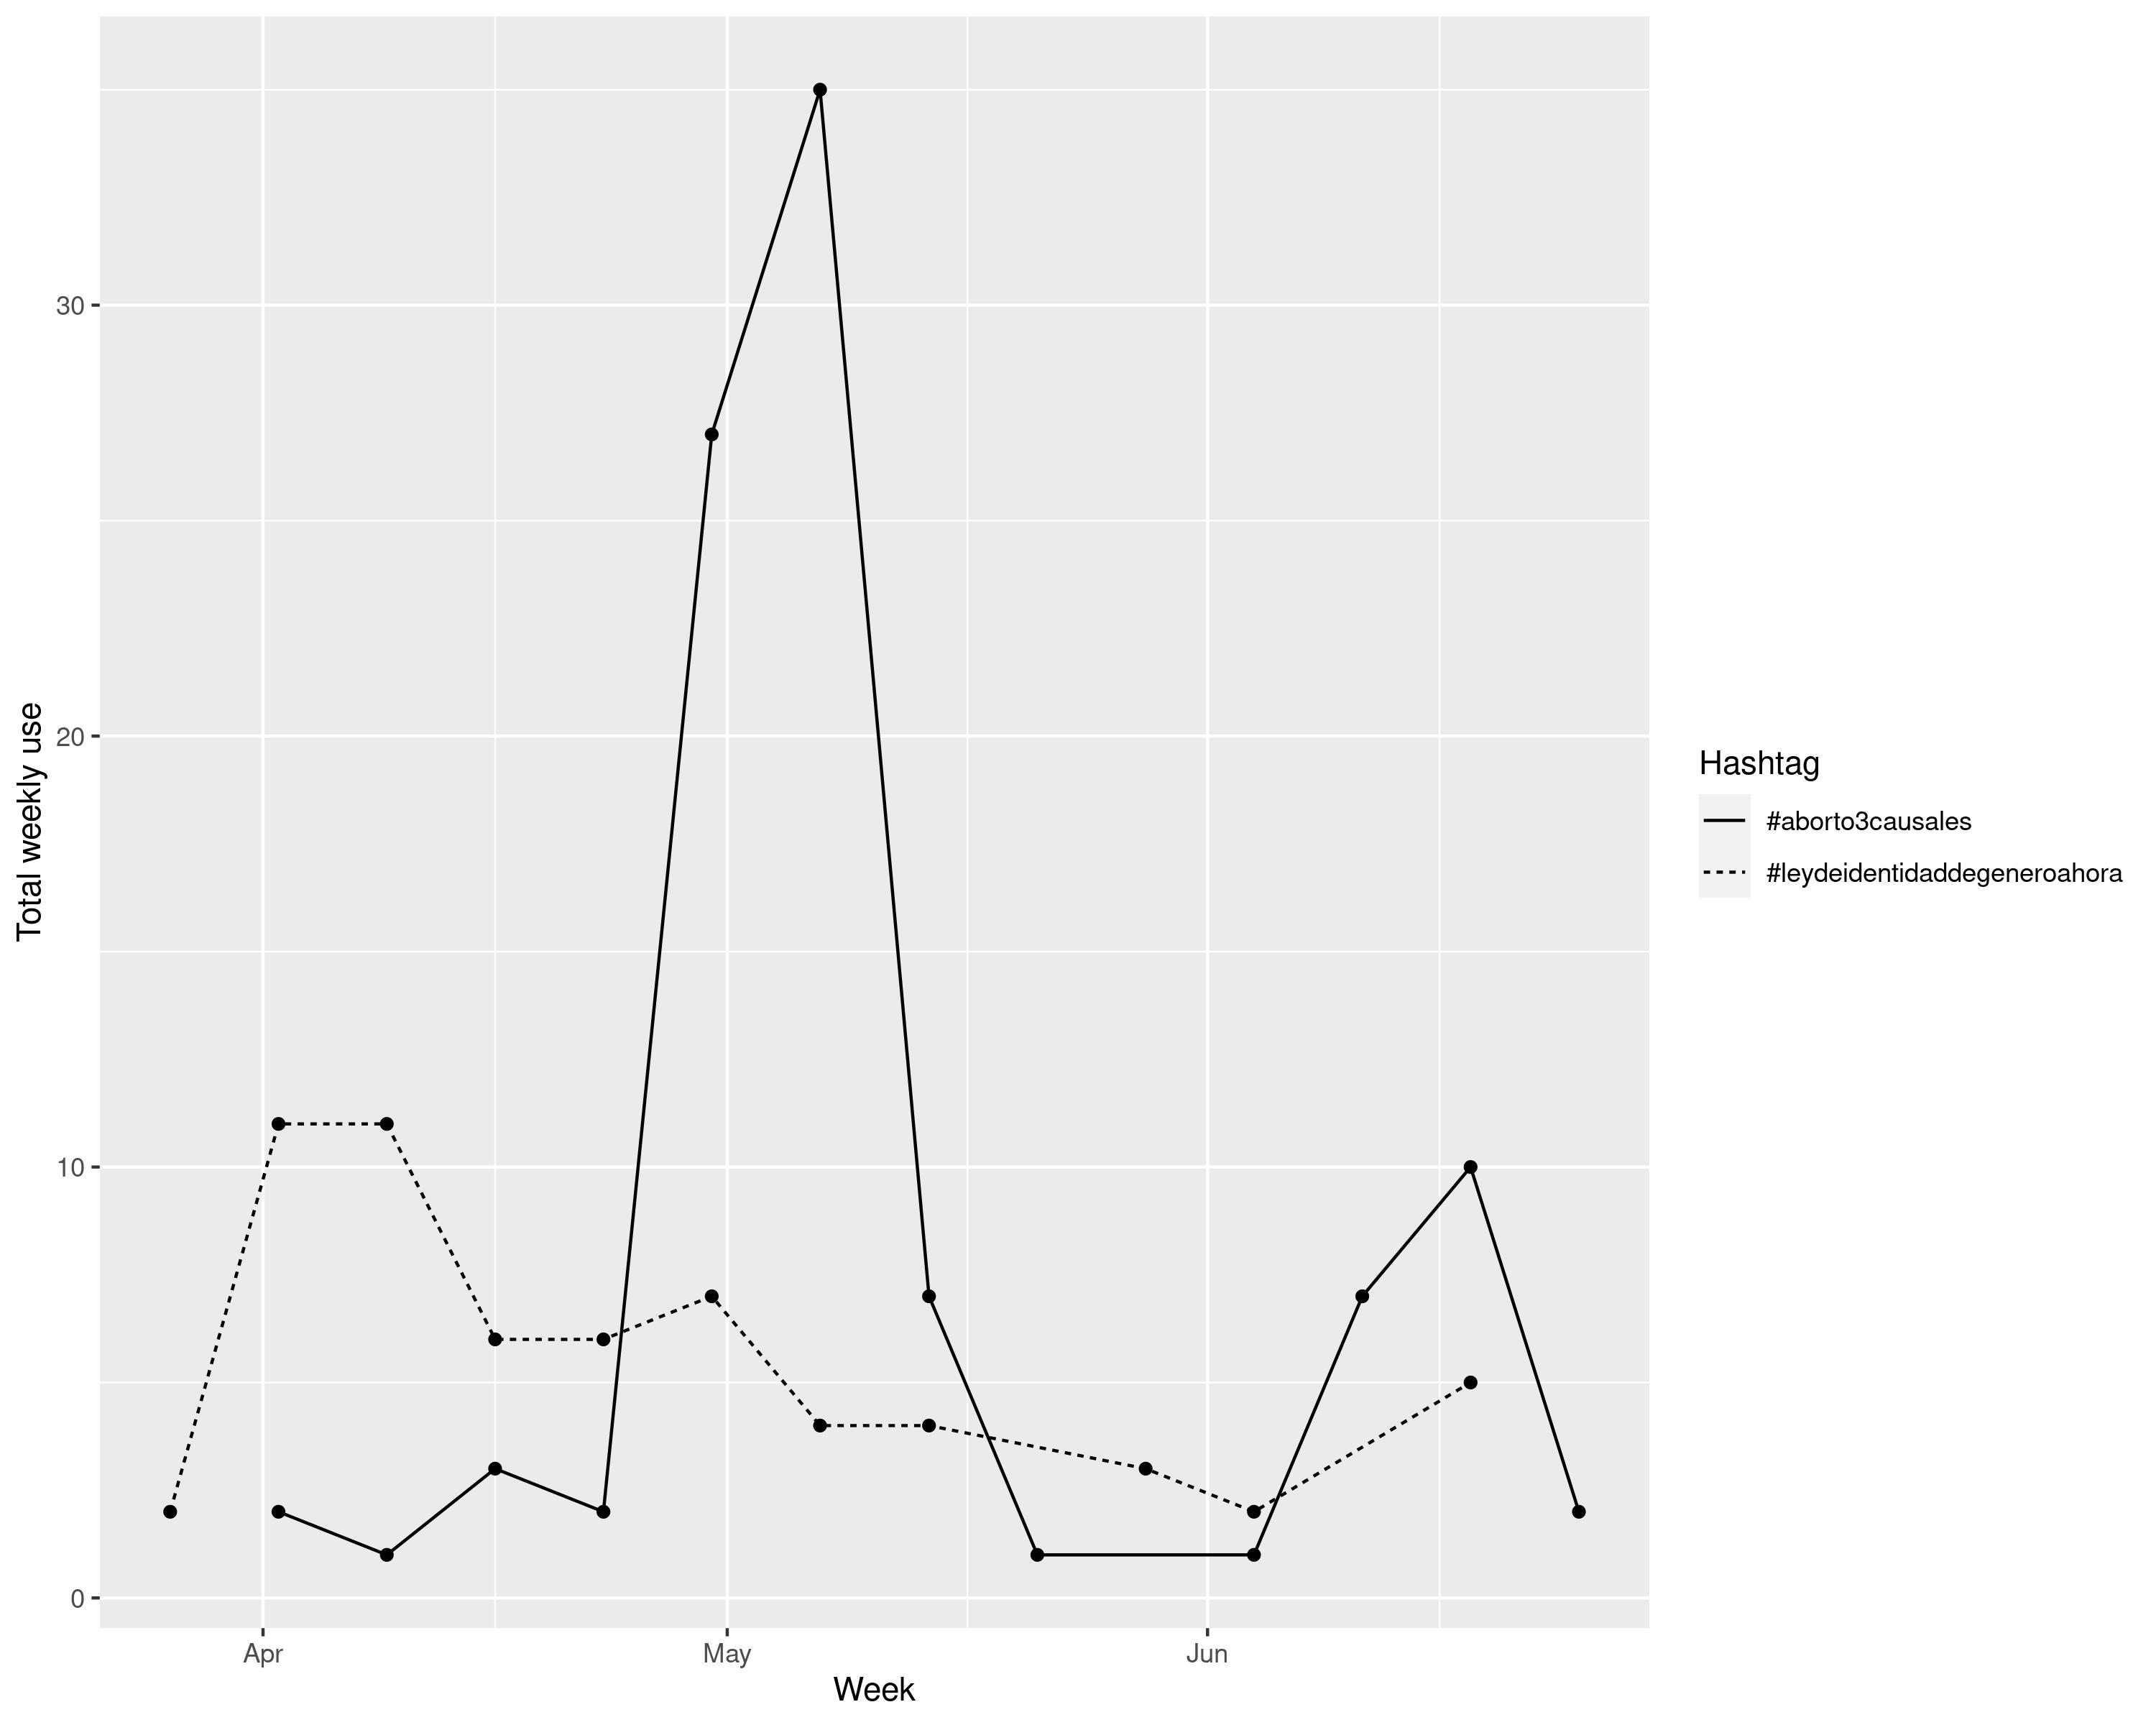 Total weekly use
30
20
10
0
Apr
May
Jun
Week
Hashtag
#aborto3causales
#leydeidentidaddegeneroahora